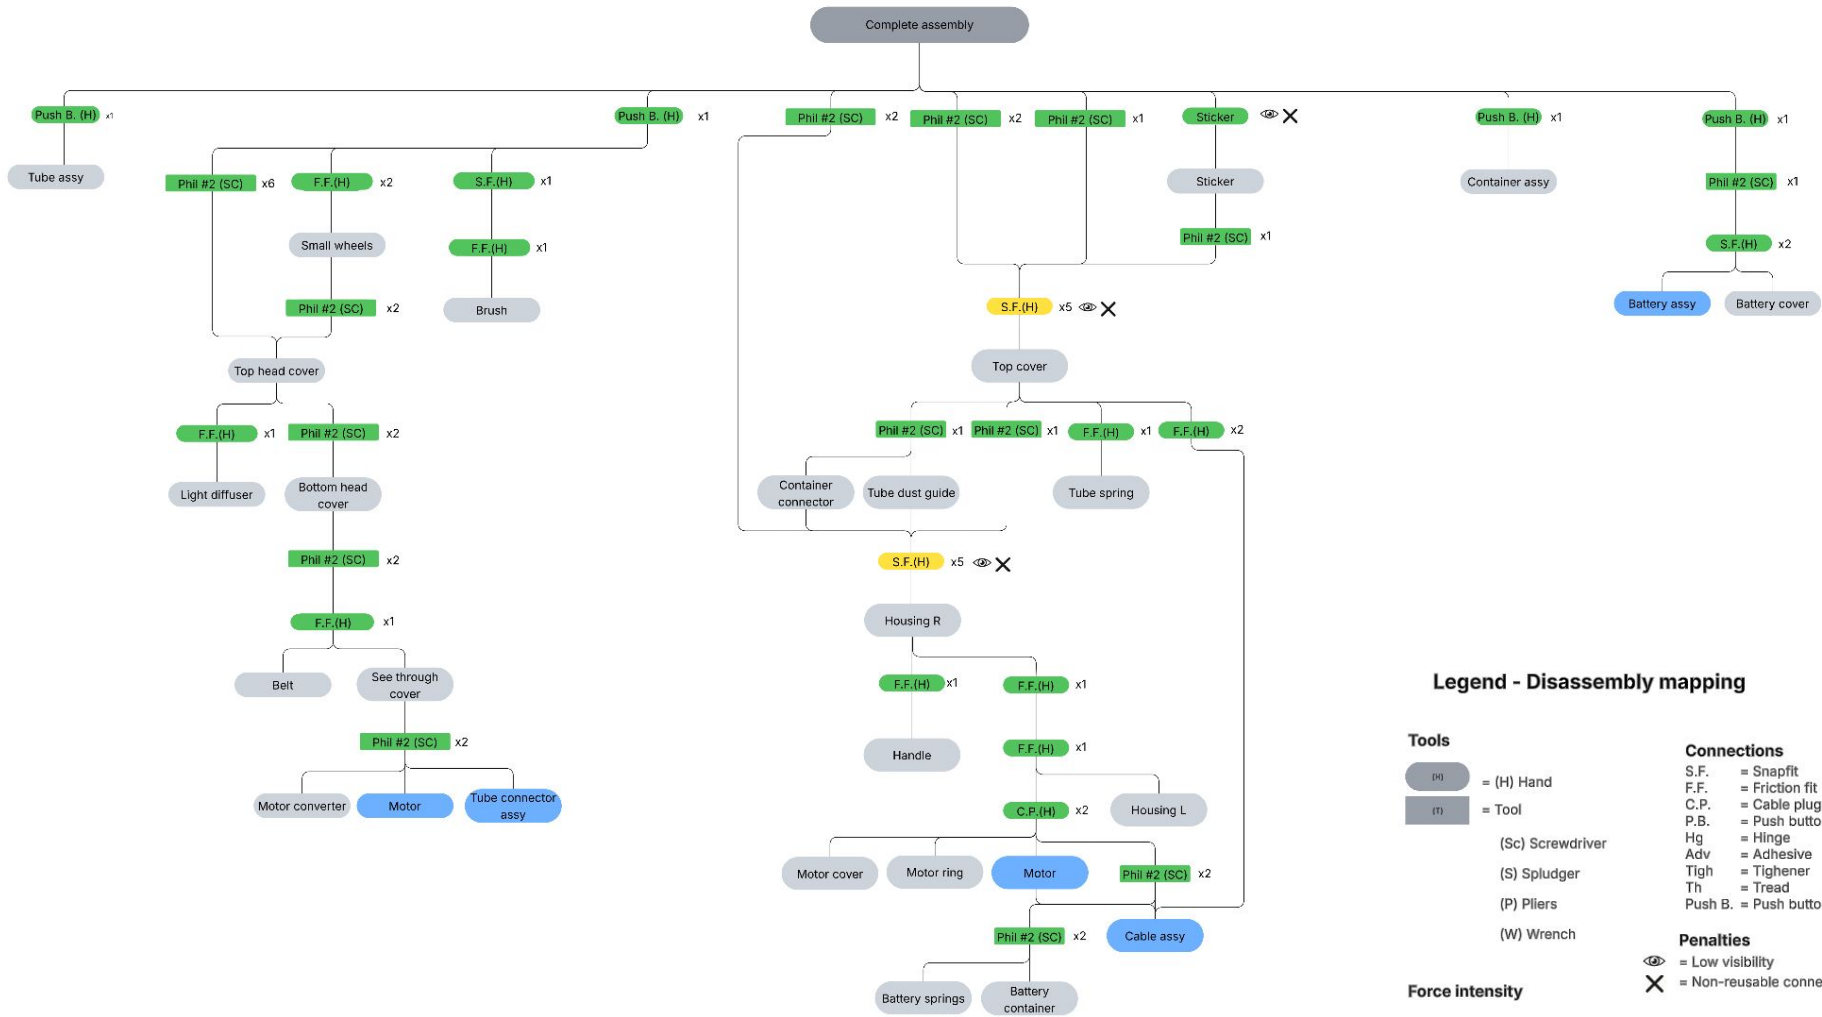 Complete assembly
Push B. (H) x1
Push B. (H) x1
Phil #2 (SC) x2
Phil #2 (SC) x2
Phil #2 (SC) x1
Sticker
Push B. (H) x1
Push B. (H) x1
Tube assy
Phil #2 (SC) x6
F.F.(H) x2
S.F.(H) x1
Sticker
Container assy
Phil #2 (SC) x1
Small wheels
F.F.(H) x1
Phil #2 (SC) x1
S.F.(H) x2
Phil #2 (SC) x2
Brush
S.F.(H) x5
Battery assy
Battery cover
Top head cover
Top cover
F.F.(H) x1
Phil #2 (SC) x2
Phil #2 (SC) x1
Phil #2 (SC) x1
F.F.(H) x1
F.F.(H) x2
Light diffuser
Bottom head
cover
Container
connector
Tube dust guide
Tube spring
Phil #2 (SC) x2
S.F.(H) x5
F.F.(H) x1
Housing R
Belt
See through
cover
F.F.(H) x1
F.F.(H) x1
Phil #2 (SC) x2
Handle
F.F.(H) x1
Motor converter
Motor
Tube connector
assy
C.P.(H) x2
Housing L
Motor cover
Motor ring
Motor
Phil #2 (SC) x2
Phil #2 (SC) x2
Cable assy
Battery springs
Battery
container
Legend - Disassembly mapping
Tools
(H) = (H) Hand
(T) = Tool
(Sc) Screwdriver
(S) Spludger
(P) Pliers
(W) Wrench
Force intensity
Connections
S.F. = Snapfit
F.F. = Friction fit
C.P. = Cable plug
P.B. = Push butto
Hg = Hinge
Adv = Adhesive
Tigh = Tighener
Th = Tread
Push B. = Push butto
Penalties
= Low visibility
= Non-reusable conne